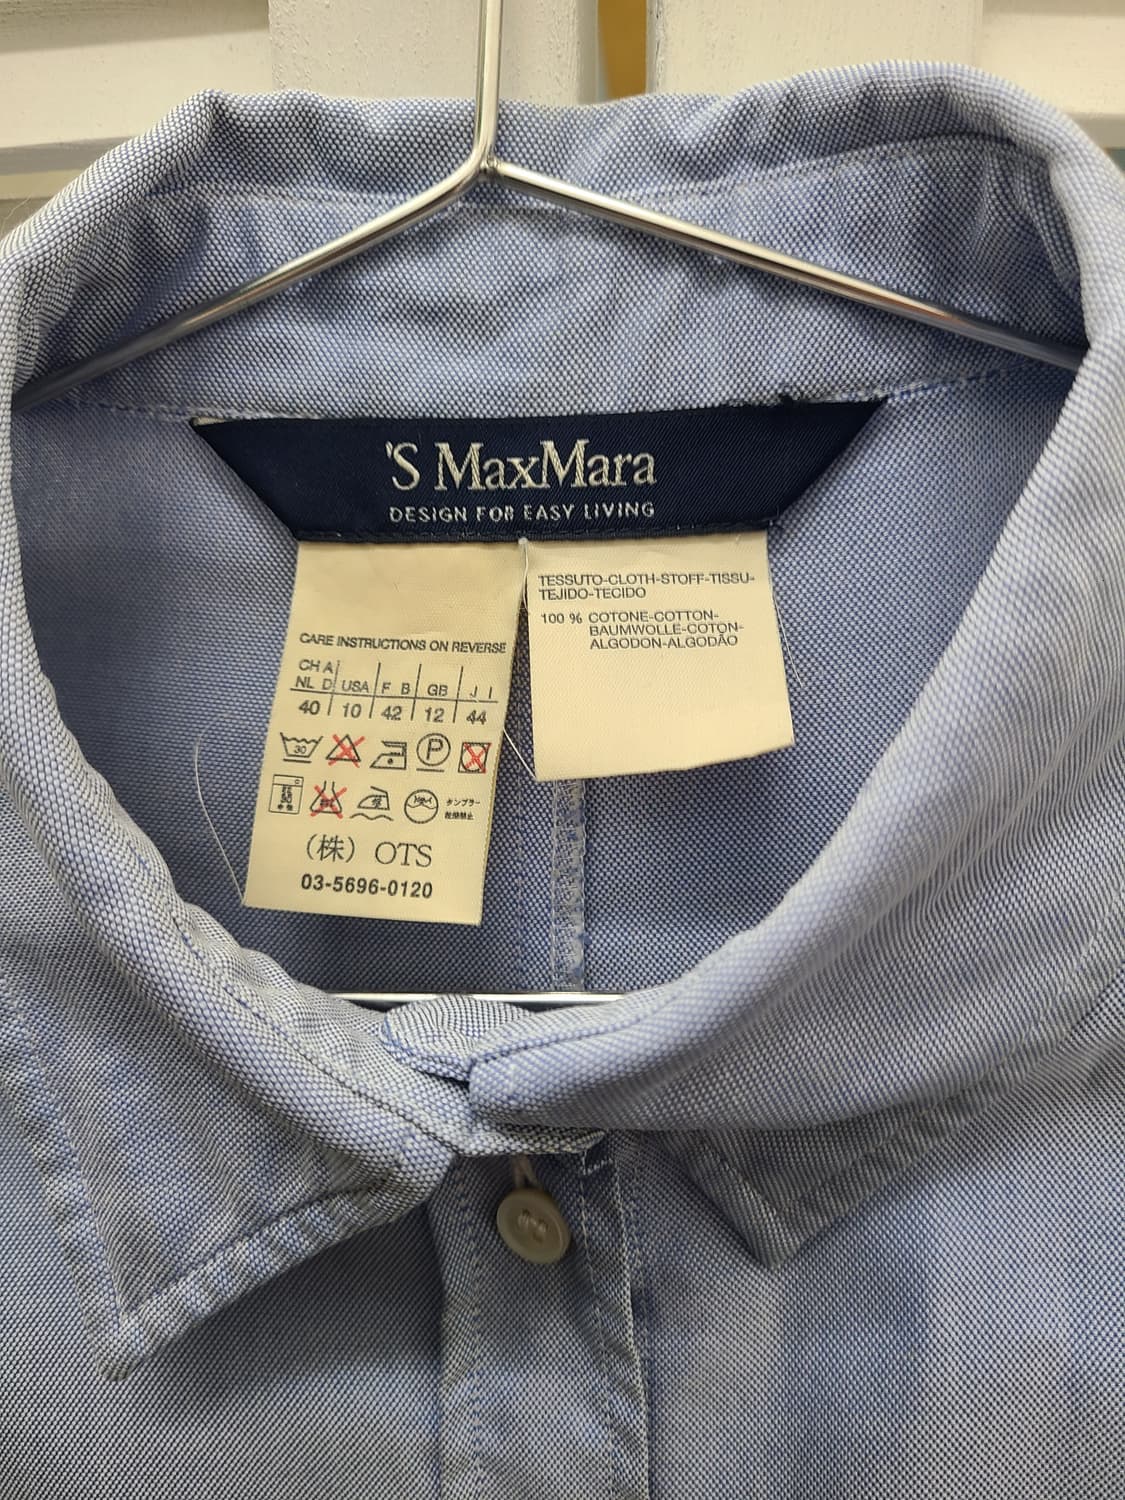 'S MaxMara
DESIGN FOR EASY LIVING
CARE INSTRUCTIONS ON REVERSE
CH A
NL D USA F B GB J I
40 10 42 12 44
30 P
タンブラー
乾燥禁止
(株) OTS
03-5696-0120
TESSUTO-CLOTH-STOFF-TISSU-
TEJIDO-TECIDO
100 % COTONE-COTTON-
BAUMWOLLE-COTON-
ALGODON-ALGODÃO